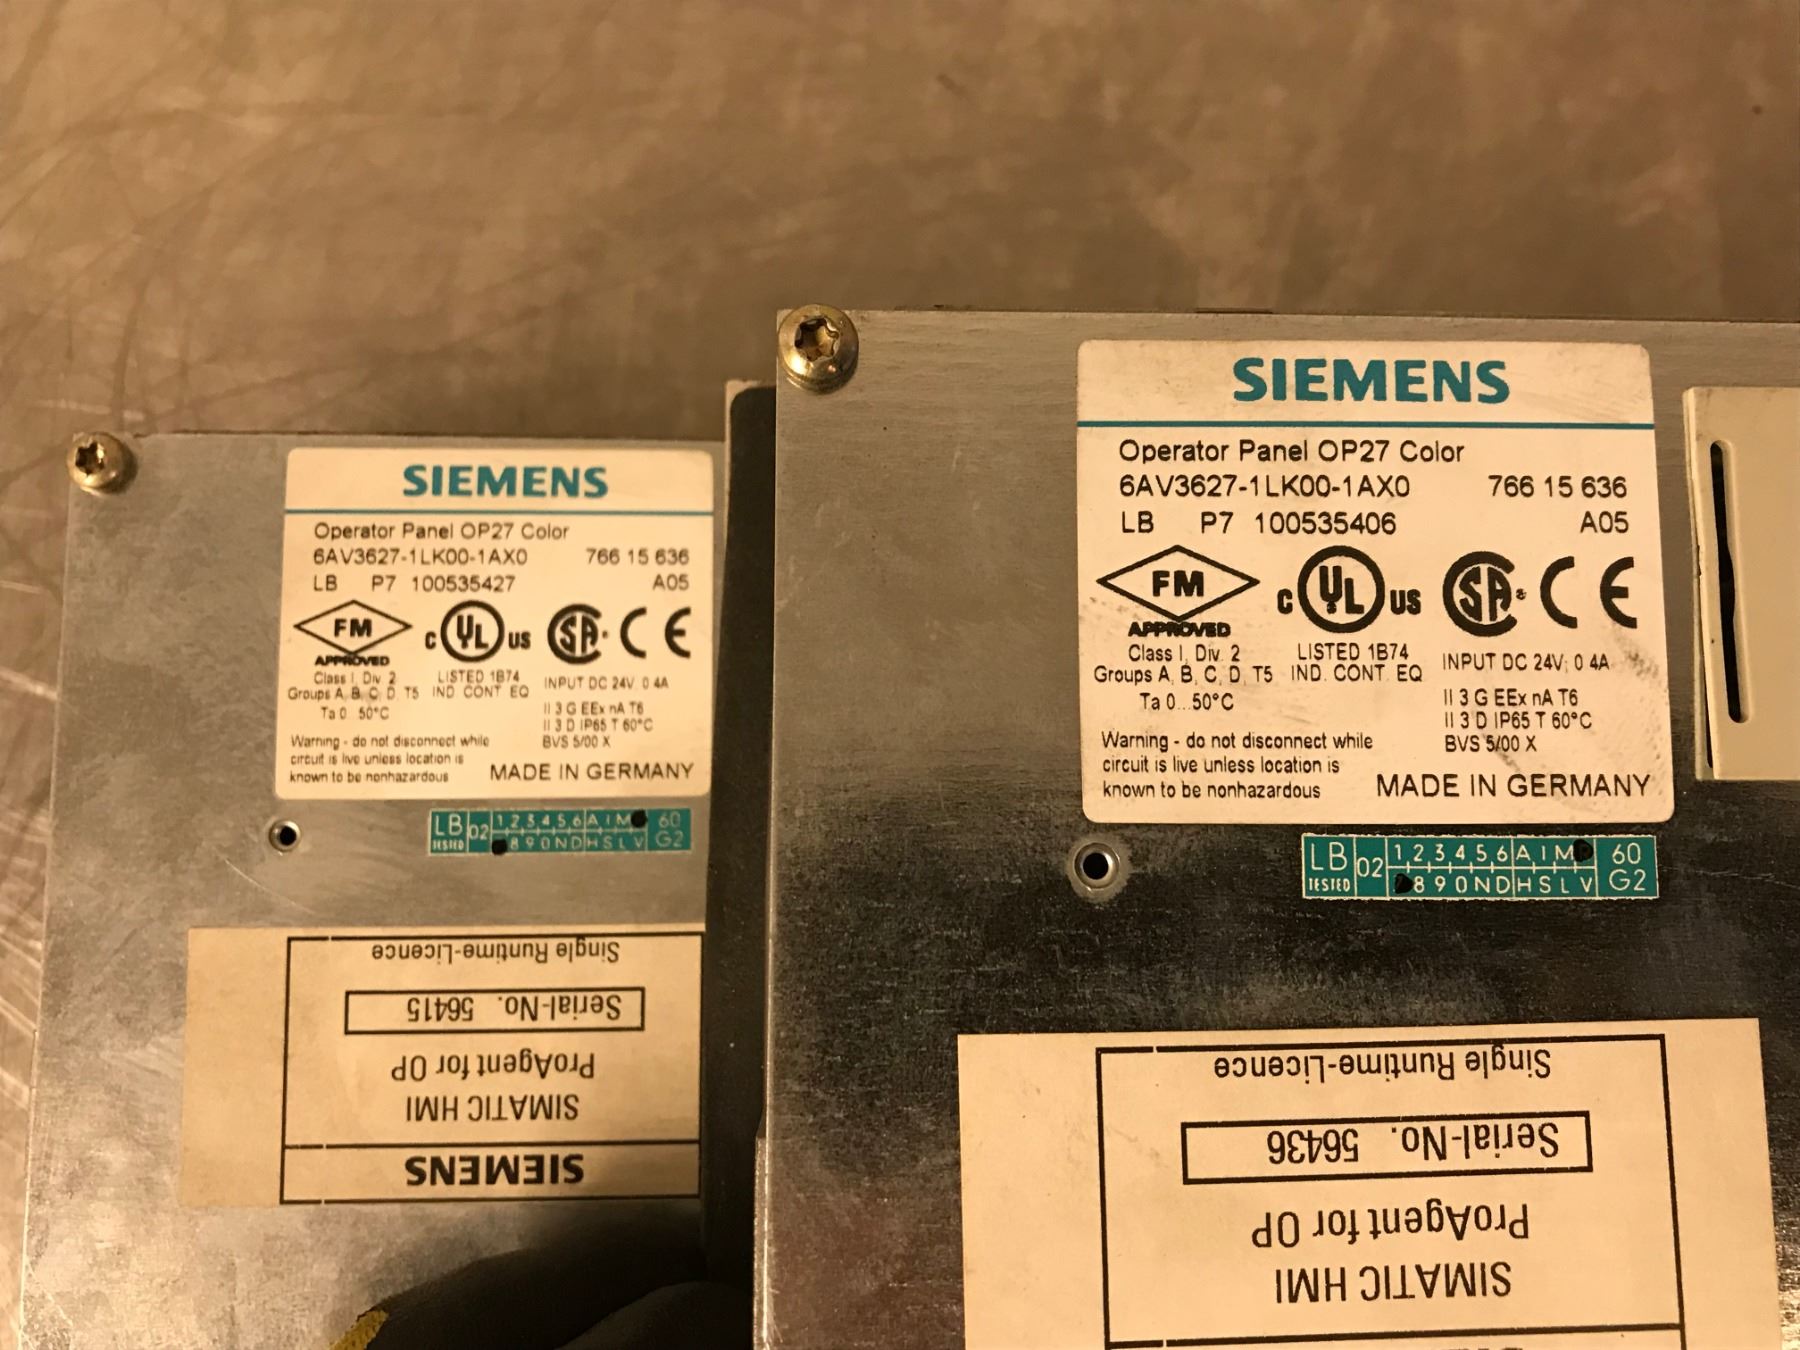 SIEMENS
Operator Panel OP27 Color
6AV3627-1LK00-1AX0 766 15 636
LB P7 100535427 A05
FM
APPROVED
C UL US
SA
CE
Class I, Div 2
Groups A, B, C, D, T5
Ta 0...50°C
LISTED 1B74
IND. CONT. EQ
INPUT DC 24V, 0.4A
II 3 G EEx nA T6
II 3 D IP65 T 60°C
BVS 5/00 X
Warning - do not disconnect while
circuit is live unless location is
known to be nonhazardous
MADE IN GERMANY
LB TESTED 02 1 2 3 4 5 6 A I M 60
8 9 0 N D H S L V G2
Single Runtime-Licence
Serial-No. 56415
ProAgent for OP
SIMATIC HMI
SIEMENS
SIEMENS
Operator Panel OP27 Color
6AV3627-1LK00-1AX0 766 15 636
LB P7 100535406 A05
FM
APPROVED
C UL US
SA
CE
Class I, Div. 2
Groups A, B, C, D, T5
Ta 0...50°C
LISTED 1B74
IND. CONT. EQ
INPUT DC 24V; 0.4A
II 3 G EEx nA T6
II 3 D IP65 T 60°C
BVS 5/00 X
Warning - do not disconnect while
circuit is live unless location is
known to be nonhazardous
MADE IN GERMANY
LB TESTED 02 1 2 3 4 5 6 A I M 60
8 9 0 N D H S L V G2
Single Runtime-Licence
Serial-No. 56436
ProAgent for OP
SIMATIC HMI